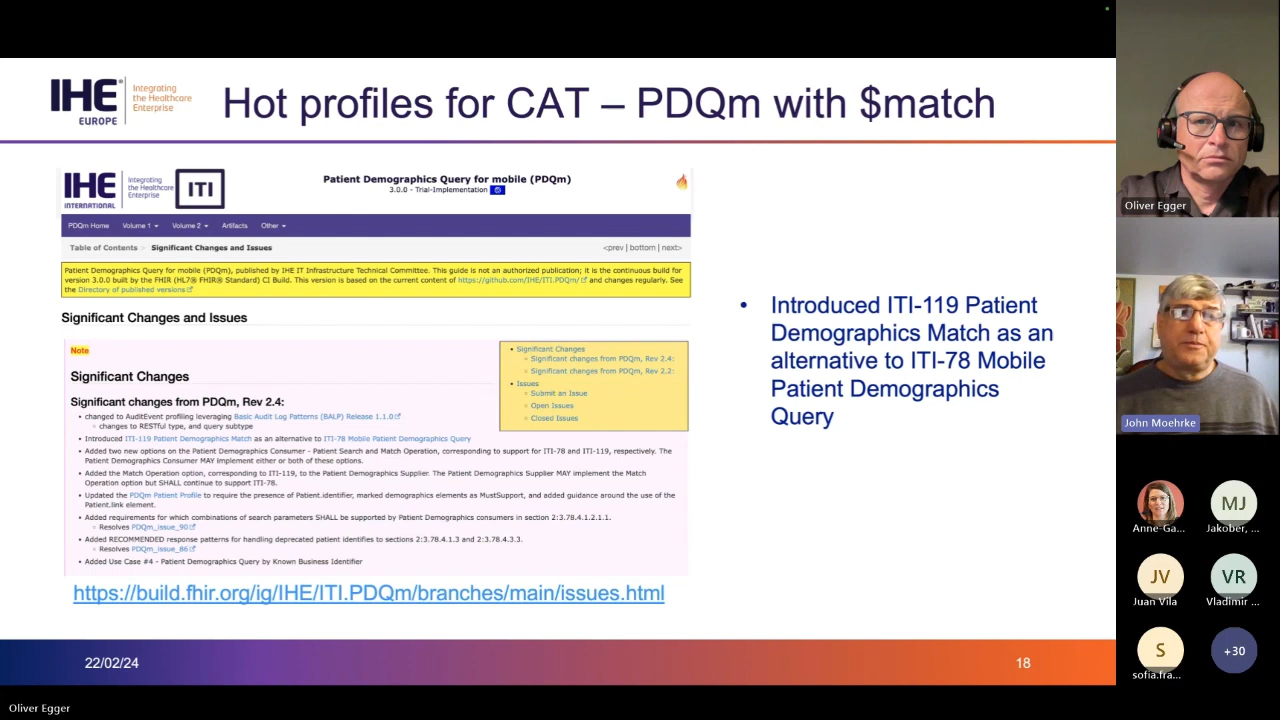 IHE®
EUROPE
Integrating
the Healthcare
Enterprise
Hot profiles for CAT – PDQm with $match
IHE
INTERNATIONAL
Integrating
the Healthcare
Enterprise
ITI
Patient Demographics Query for mobile (PDQm)
3.0.0 - Trial-Implementation
PDQm Home Volume 1 Volume 2 Artifacts Other
Table of Contents > Significant Changes and Issues
<prev | bottom | next>
Patient Demographics Query for mobile (PDQm), published by IHE IT Infrastructure Technical Committee. This guide is not an authorized publication; it is the continuous build for
version 3.0.0 built by the FHIR (HL7® FHIR® Standard) CI Build. This version is based on the current content of https://github.com/IHE/ITI.PDQm/ and changes regularly. See
the Directory of published versions
Significant Changes and Issues
Note
Significant Changes
Significant changes from PDQm, Rev 2.4:
• changed to AuditEvent profiling leveraging Basic Audit Log Patterns (BALP) Release 1.1.0
◦ changes to RESTful type, and query subtype
• Introduced ITI-119 Patient Demographics Match as an alternative to ITI-78 Mobile Patient Demographics Query
• Added two new options on the Patient Demographics Consumer - Patient Search and Match Operation, corresponding to support for ITI-78 and ITI-119, respectively. The
Patient Demographics Consumer MAY implement either or both of these options.
• Added the Match Operation option, corresponding to ITI-119, to the Patient Demographics Supplier. The Patient Demographics Supplier MAY implement the Match
Operation option but SHALL continue to support ITI-78.
• Updated the PDQm Patient Profile to require the presence of Patient.identifier, marked demographics elements as MustSupport, and added guidance around the use of the
Patient.link element.
• Added requirements for which combinations of search parameters SHALL be supported by Patient Demographics consumers in section 2:3.78.4.1.2.1.1.
◦ Resolves PDQm_issue_90
• Added RECOMMENDED response patterns for handling deprecated patient identifies to sections 2:3.78.4.1.3 and 2:3.78.4.3.3.
◦ Resolves PDQm_issue_86
• Added Use Case #4 - Patient Demographics Query by Known Business Identifier
• Significant Changes
◦ Significant changes from PDQm, Rev 2.4:
◦ Significant changes from PDQm, Rev 2.2:
• Issues
◦ Submit an Issue
◦ Open Issues
◦ Closed Issues
https://build.fhir.org/ig/IHE/ITI.PDQm/branches/main/issues.html
• Introduced ITI-119 Patient
Demographics Match as an
alternative to ITI-78 Mobile
Patient Demographics
Query
22/02/24
18
Oliver Egger
John Moehrke
Anne-Ga...
MJ
Jakober, ...
JV
Juan Vila
VR
Vladimir ...
S
sofia.fra...
+30
Oliver Egger